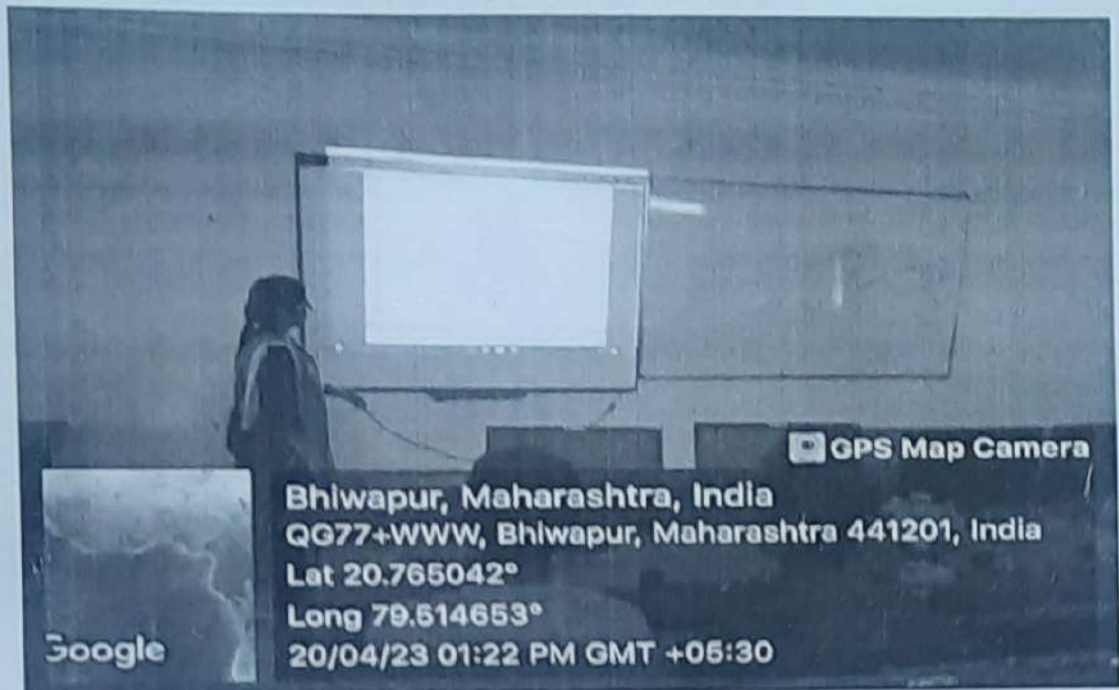 GPS Map Camera
Bhiwapur, Maharashtra, India
QG77+WWW, Bhiwapur, Maharashtra 441201, India
Lat 20.765042°
Long 79.514653°
20/04/23 01:22 PM GMT +05:30
Google